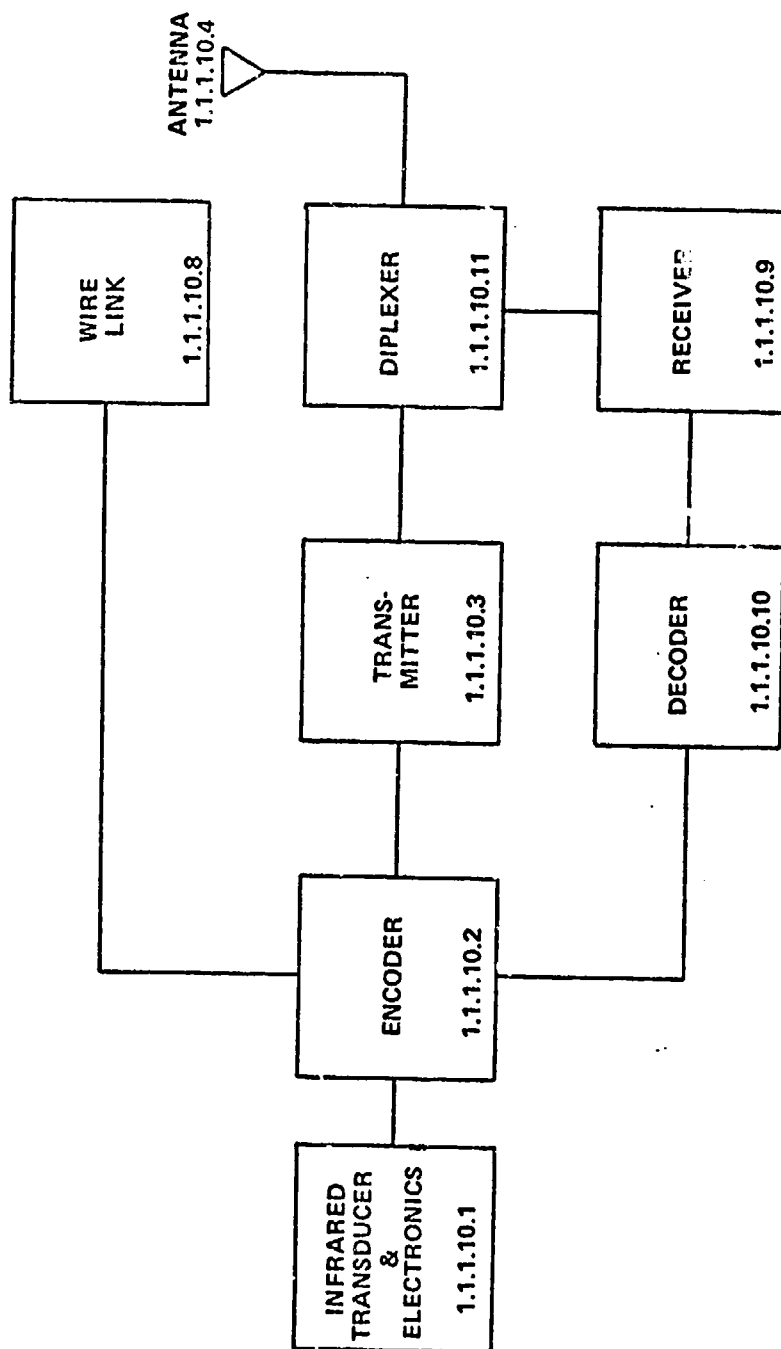 ANTENNA
1.1.1.10.4
WIRE
LINK
1.1.1.10.8
INFRARED
TRANSDUCER
&
ELECTRONICS
1.1.1.10.1
ENCODER
1.1.1.10.2
TRANS-
MITTER
1.1.1.10.3
DIPLEXER
1.1.1.10.11
DECODER
1.1.1.10.10
RECEIVER
1.1.1.10.9